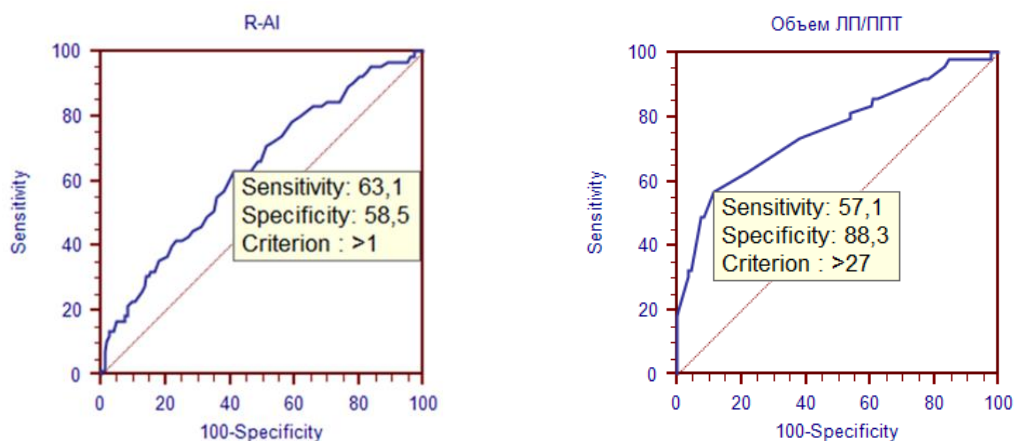 R-AI
100
80
60
40
20
0
Sensitivity
Sensitivity: 63,1
Specificity: 58,5
Criterion : >1
0 20 40 60 80 100
100-Specificity
Объем ЛП/ППТ
100
80
60
40
20
0
Sensitivity
Sensitivity: 57,1
Specificity: 88,3
Criterion : >27
0 20 40 60 80 100
100-Specificity